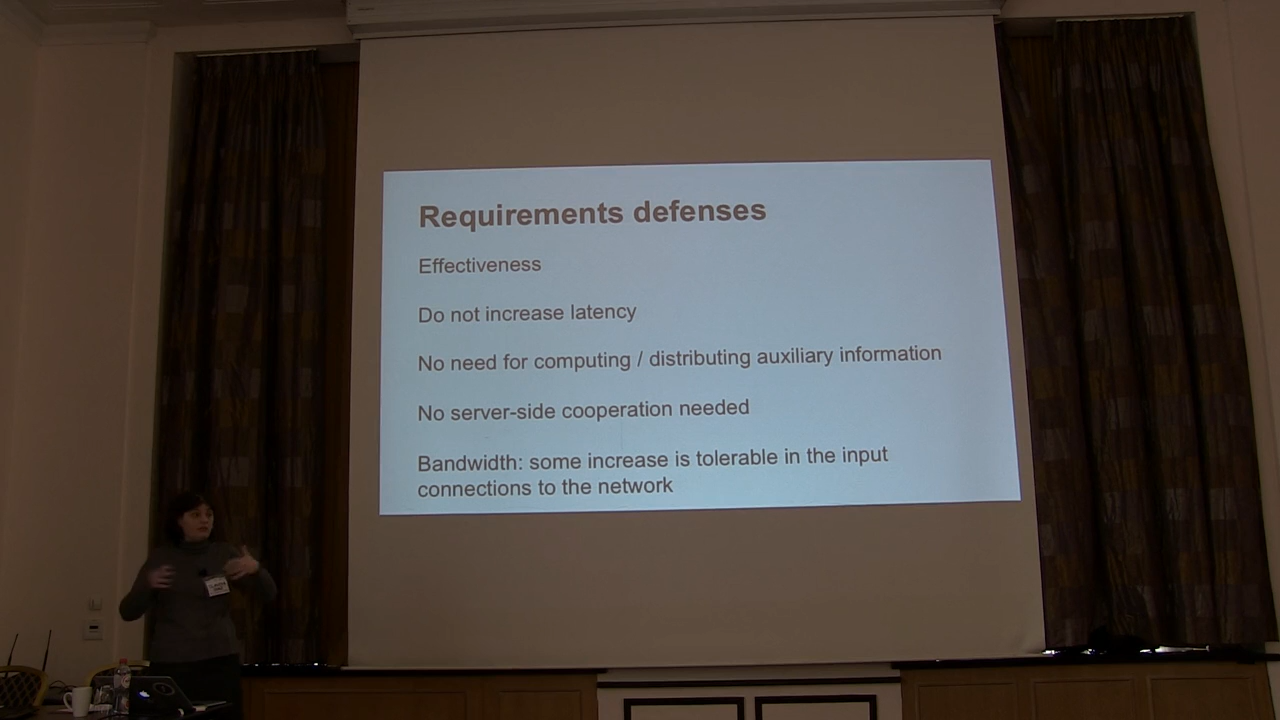 Requirements defenses
Effectiveness
Do not increase latency
No need for computing / distributing auxiliary information
No server-side cooperation needed
Bandwidth: some increase is tolerable in the input
connections to the network